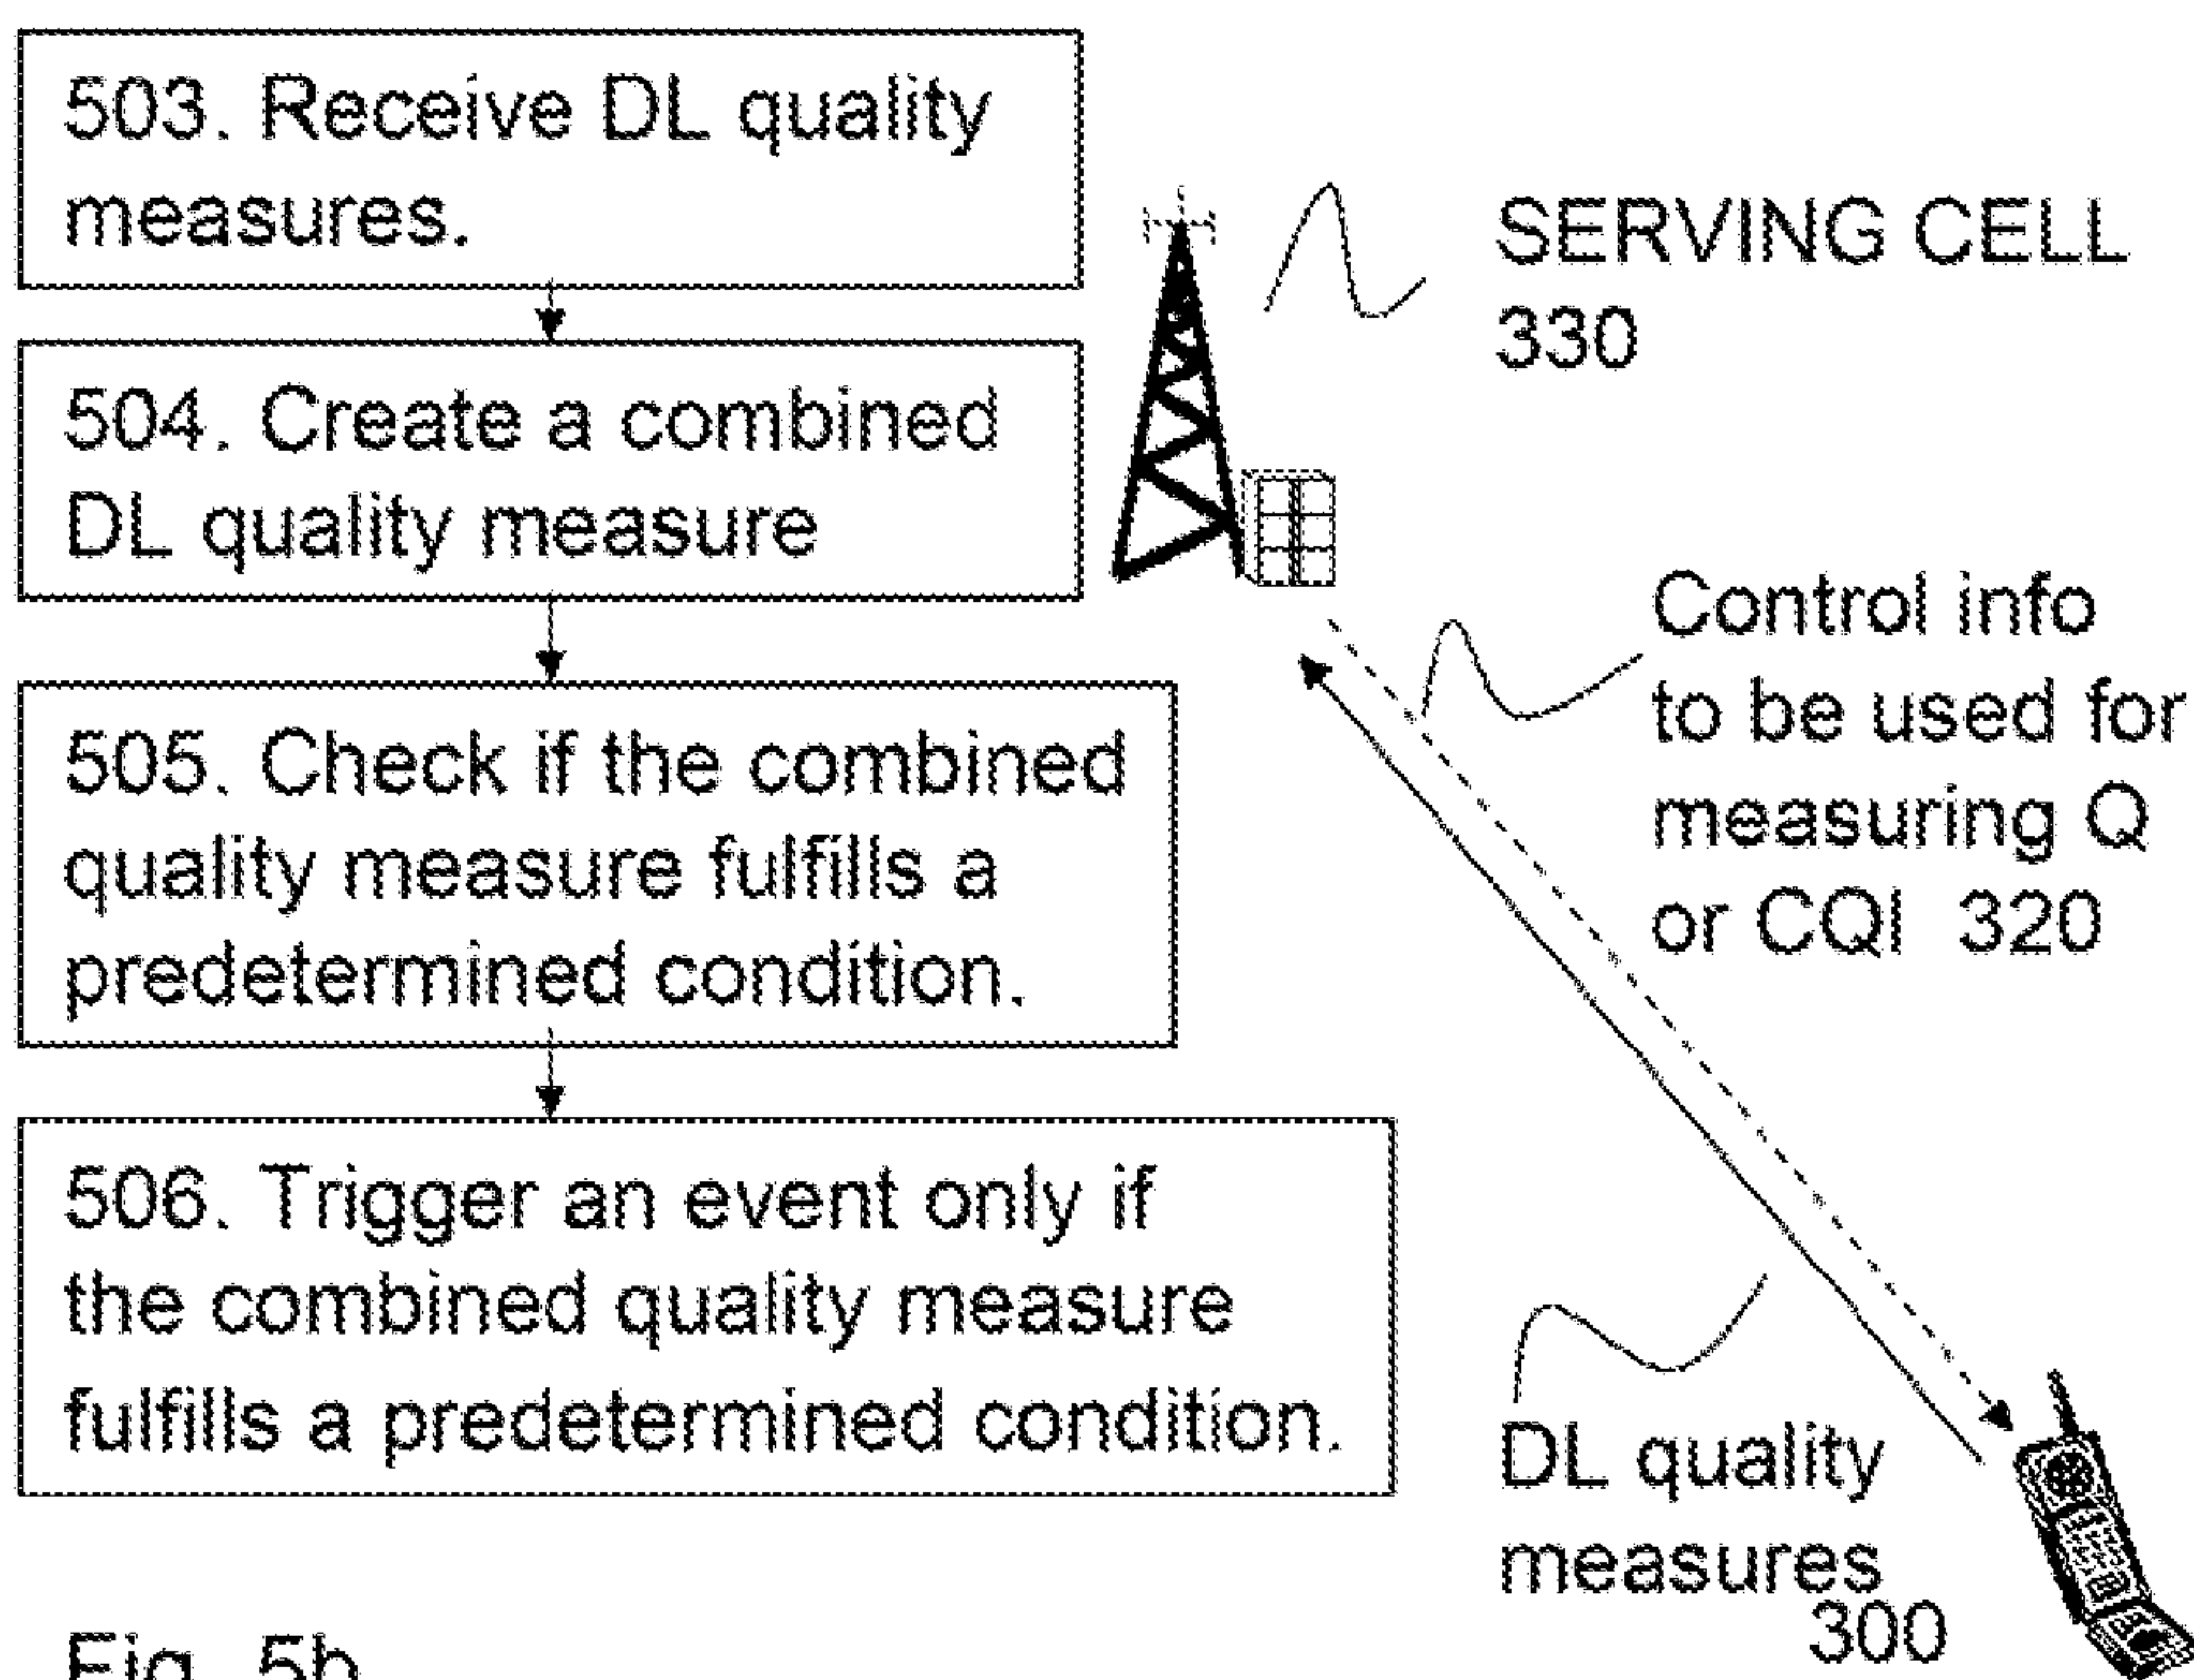 503. Receive DL quality
measures.
504. Create a combined
DL quality measure
505. Check if the combined
quality measure fulfills a
predetermined condition.
506. Trigger an event only if
the combined quality measure
fulfills a predetermined condition.
SERVING CELL
330
Control info
to be used for
measuring Q
or CQI 320
DL quality
measures
300
Fig. 5b